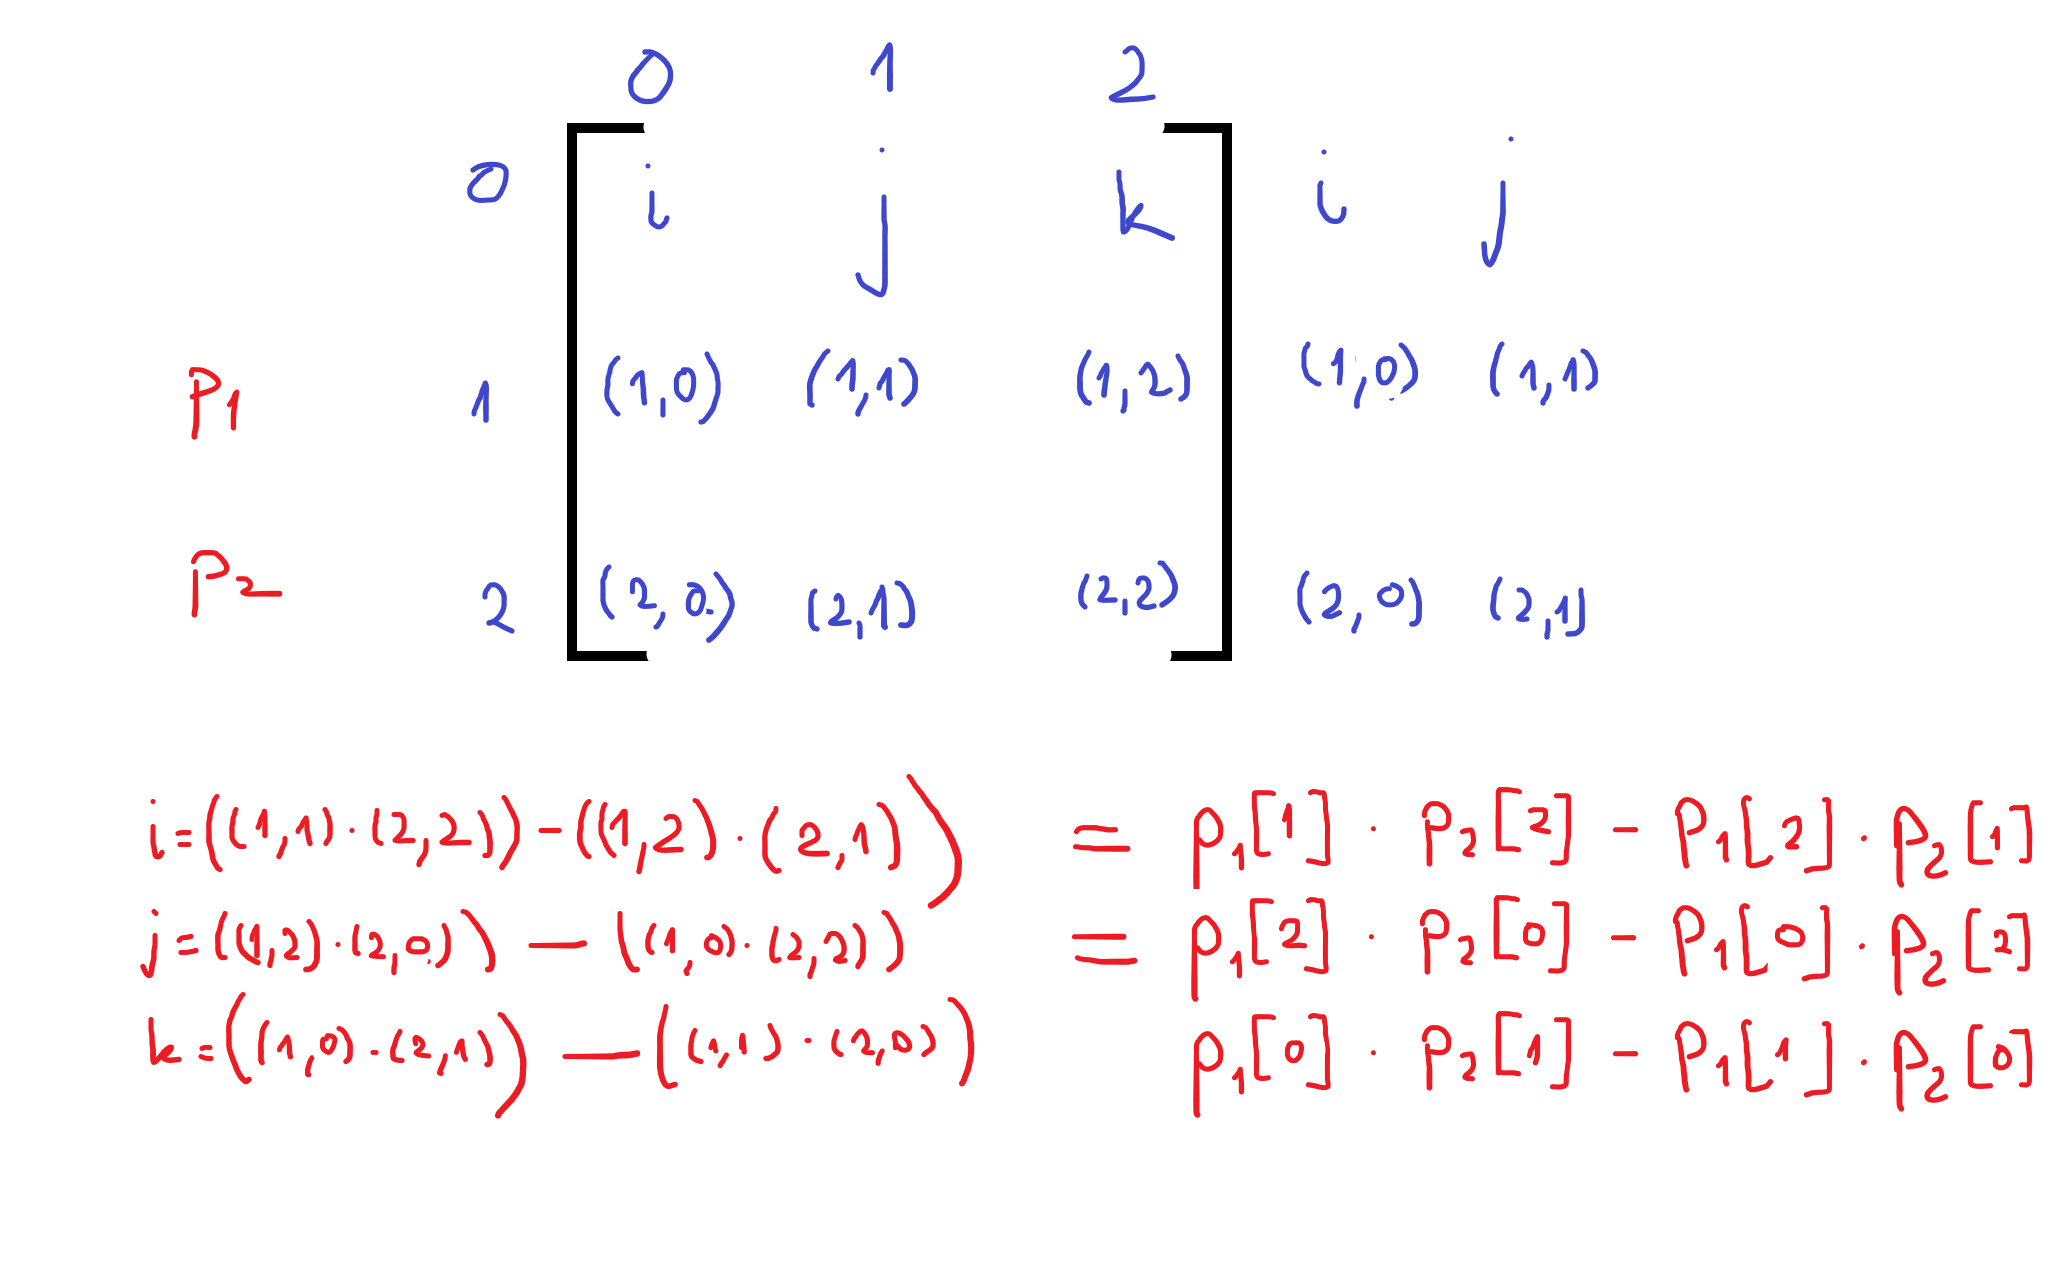 0 1 2
0 i j k i j
P1 1 (1,0) (1,1) (1,2) (1,0) (1,1)
P2 2 (2,0) (2,1) (2,2) (2,0) (2,1)
i = ((1,1) · (2,2)) - ((1,2) · (2,1)) = P1[1] · P2[2] - P1[2] · P2[1]
j = ((1,2) · (2,0)) - ((1,0) · (2,2)) = P1[2] · P2[0] - P1[0] · P2[2]
k = ((1,0) · (2,1)) - ((1,1) · (2,0)) P1[0] · P2[1] - P1[1] · P2[0]